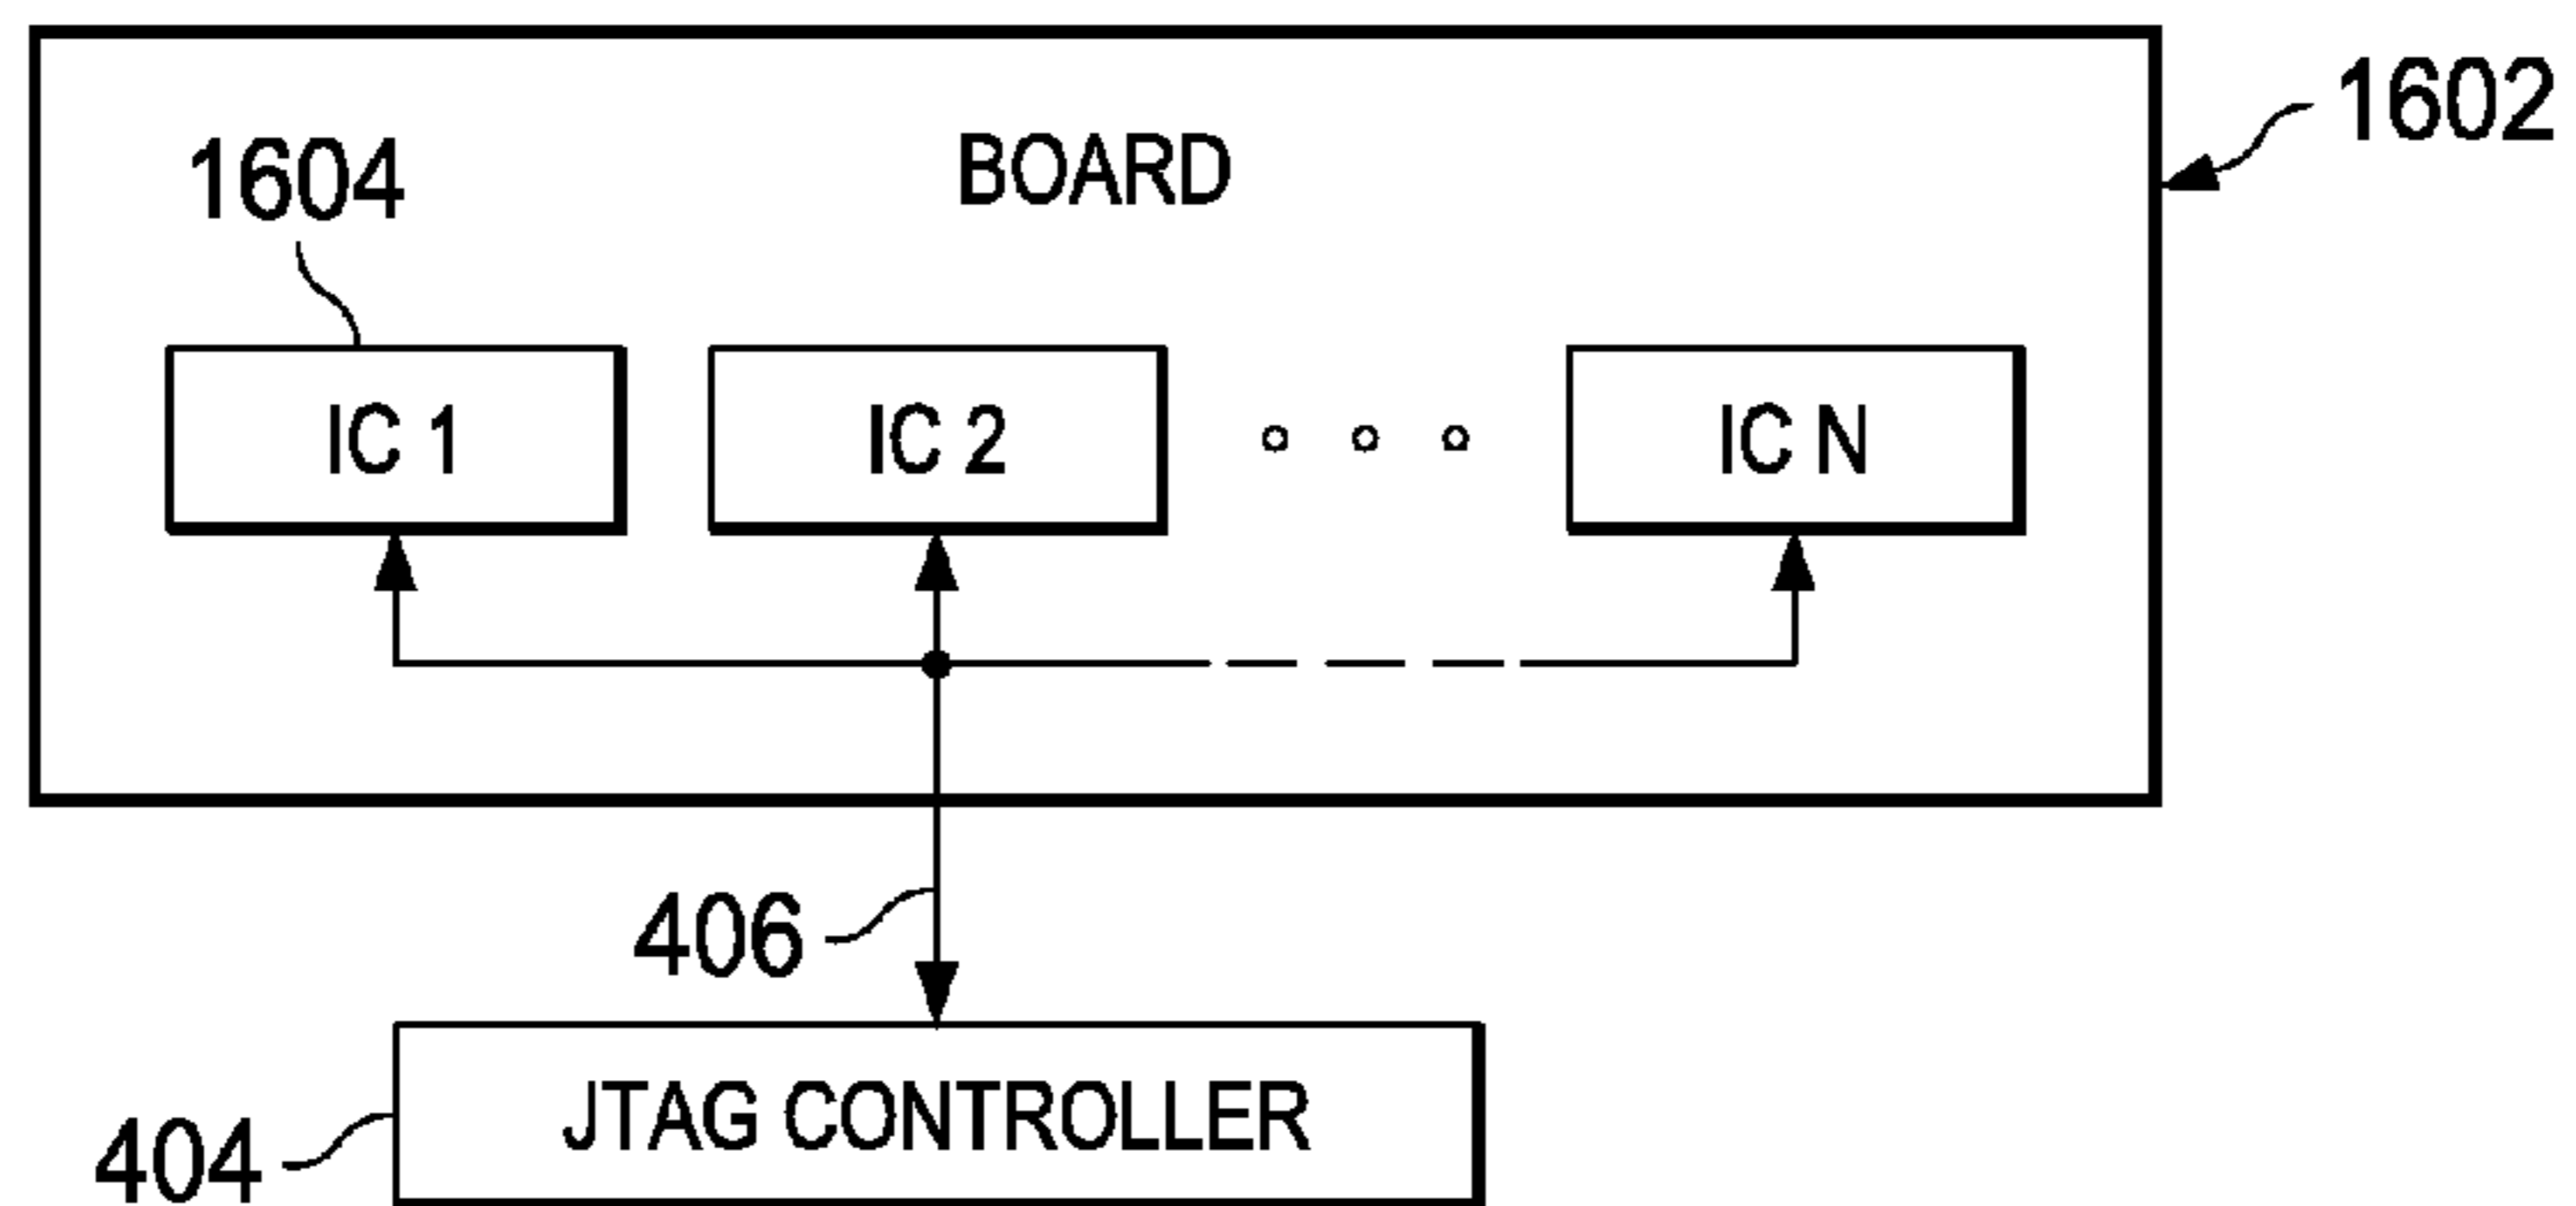 1602
BOARD
1604
IC 1
IC 2
IC N
406
JTAG CONTROLLER
404